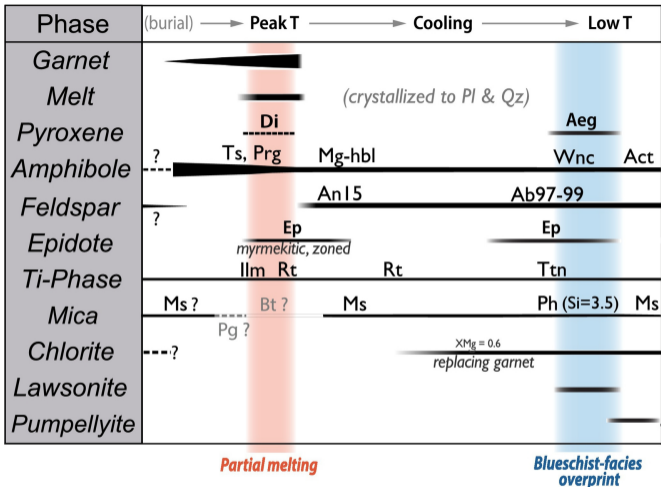 Phase (burial) Peak T Cooling Low T
Garnet
Melt (crystallized to Pl & Qz)
Pyroxene Di Aeg
Amphibole ? Ts, Prg Mg-hbl Wnc Act
Feldspar ? An15 Ab97-99
Epidote Ep myrmekitic, zoned Ep
Ti-Phase Ilm Rt Rt Ttn
Mica Ms ? Pg ? Bt ? Ms Ph (Si=3.5) Ms
Chlorite ? XMg = 0.6 replacing garnet
Lawsonite
Pumpellyite
Partial melting Blueschist-facies
overprint